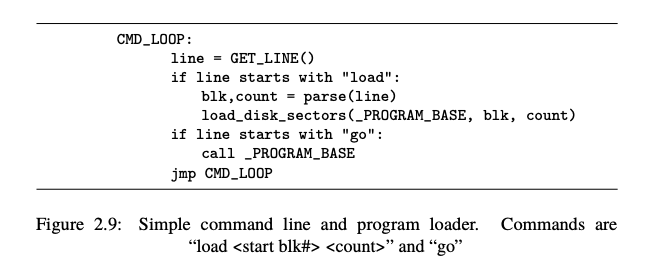 CMD_LOOP:
line = GET_LINE()
if line starts with "load":
blk,count = parse(line)
load_disk_sectors(_PROGRAM_BASE, blk, count)
if line starts with "go":
call _PROGRAM_BASE
jmp CMD_LOOP
Figure 2.9: Simple command line and program loader. Commands are
“load <start blk#> <count>” and “go”